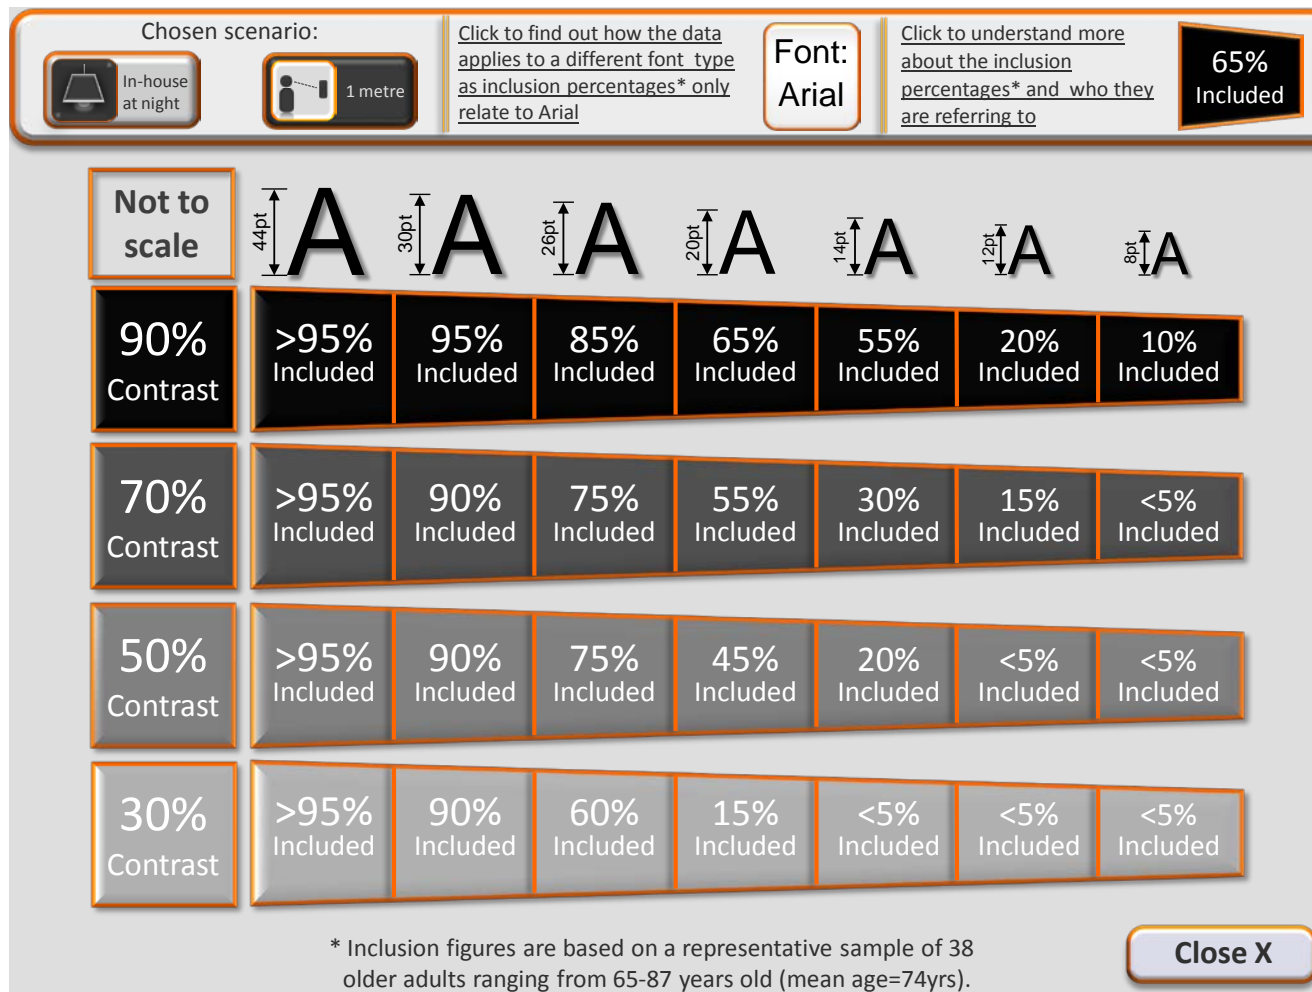 Chosen scenario:
In-house
at night
1 metre
Click to find out how the data
applies to a different font type
as inclusion percentages* only
relate to Arial
Font:
Arial
Click to understand more
about the inclusion
percentages* and who they
are referring to
65%
Included
Not to
scale
44pt A
30pt A
26pt A
20pt A
14pt A
12pt A
8pt A
90%
Contrast
>95% 95% 85% 65% 55% 20% 10%
Included Included Included Included Included Included Included
70%
Contrast
>95% 90% 75% 55% 30% 15% <5%
Included Included Included Included Included Included Included
50%
Contrast
>95% 90% 75% 45% 20% <5% <5%
Included Included Included Included Included Included Included
30%
Contrast
>95% 90% 60% 15% <5% <5% <5%
Included Included Included Included Included Included Included
* Inclusion figures are based on a representative sample of 38
older adults ranging from 65-87 years old (mean age=74yrs).
Close X